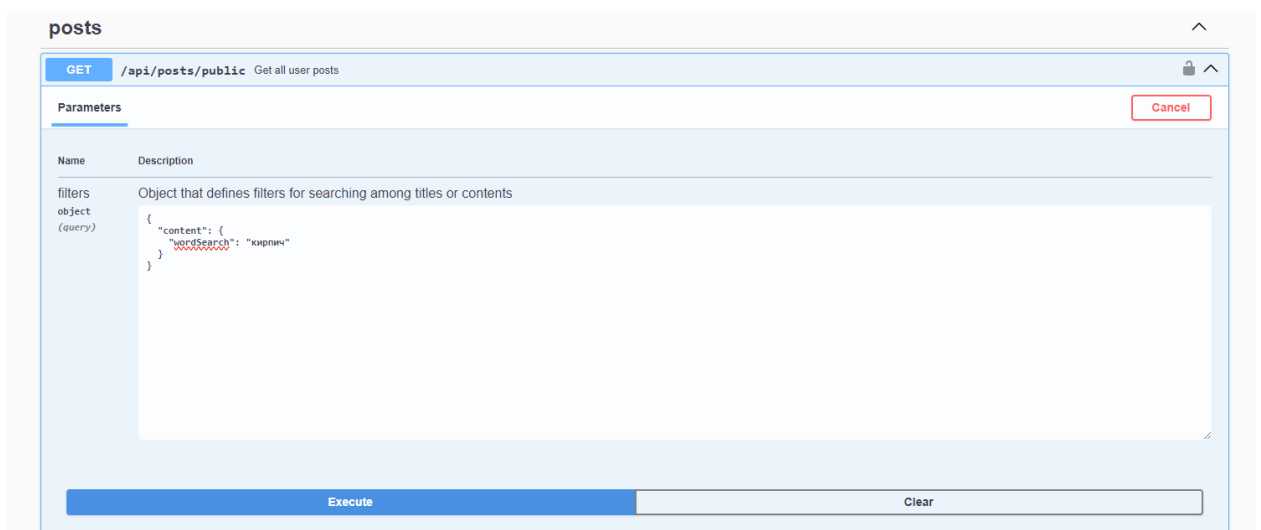 posts
GET /api/posts/public Get all user posts
Parameters
Cancel
Name Description
filters Object that defines filters for searching among titles or contents
object
(query)
{
"content": {
"wordSearch": "кирпич"
}
}
Execute Clear